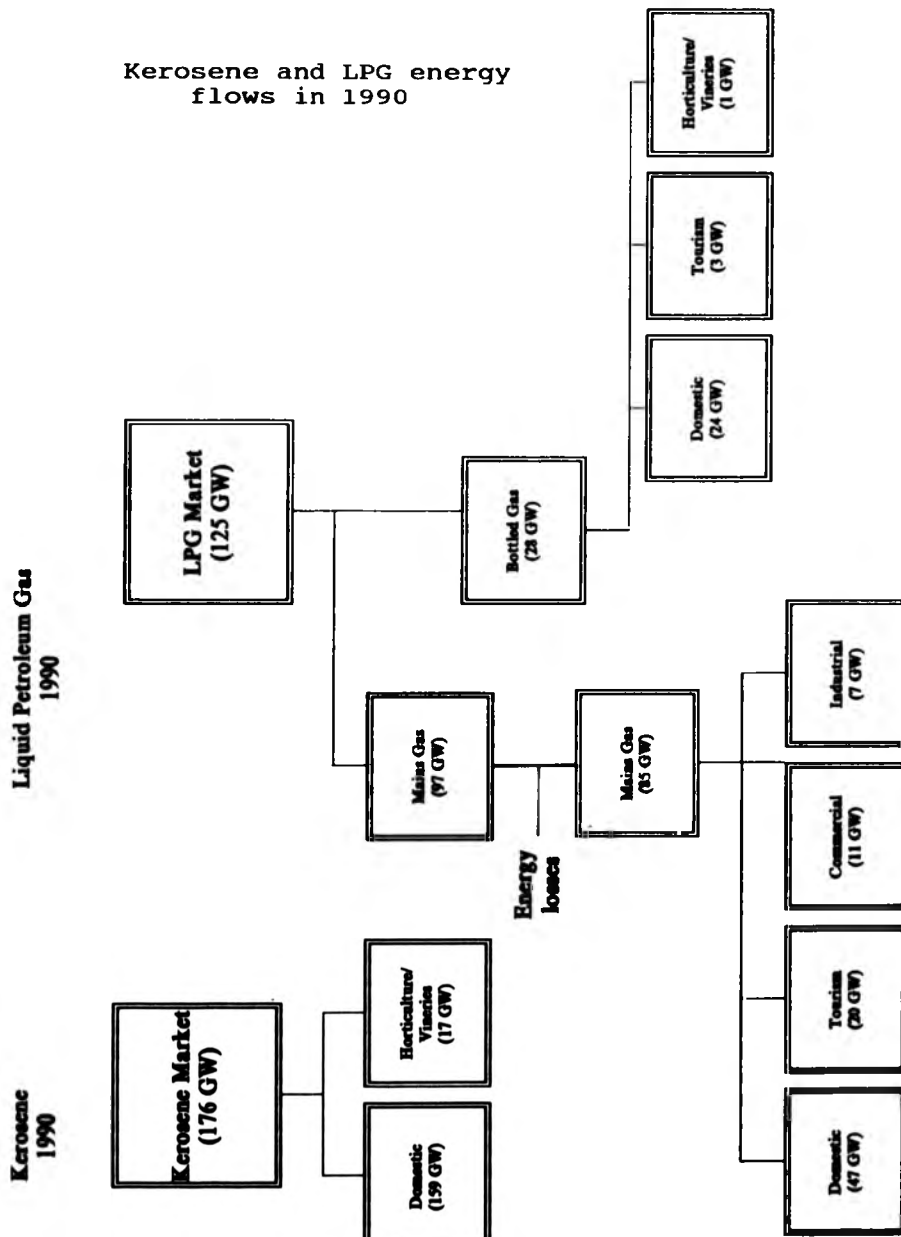 Kerosene and LPG energy
flows in 1990
Kerosene
1990
Kerosene Market
(176 GW)
Domestic
(159 GW)
Horticulture/
Vineries
(17 GW)
Liquid Petroleum Gas
1990
LPG Market
(125 GW)
Mains Gas
(97 GW)
Energy
losses
Mains Gas
(85 GW)
Domestic
(47 GW)
Tourism
(20 GW)
Commercial
(11 GW)
Industrial
(7 GW)
Bottled Gas
(28 GW)
Domestic
(24 GW)
Tourism
(3 GW)
Horticulture/
Vineries
(1 GW)